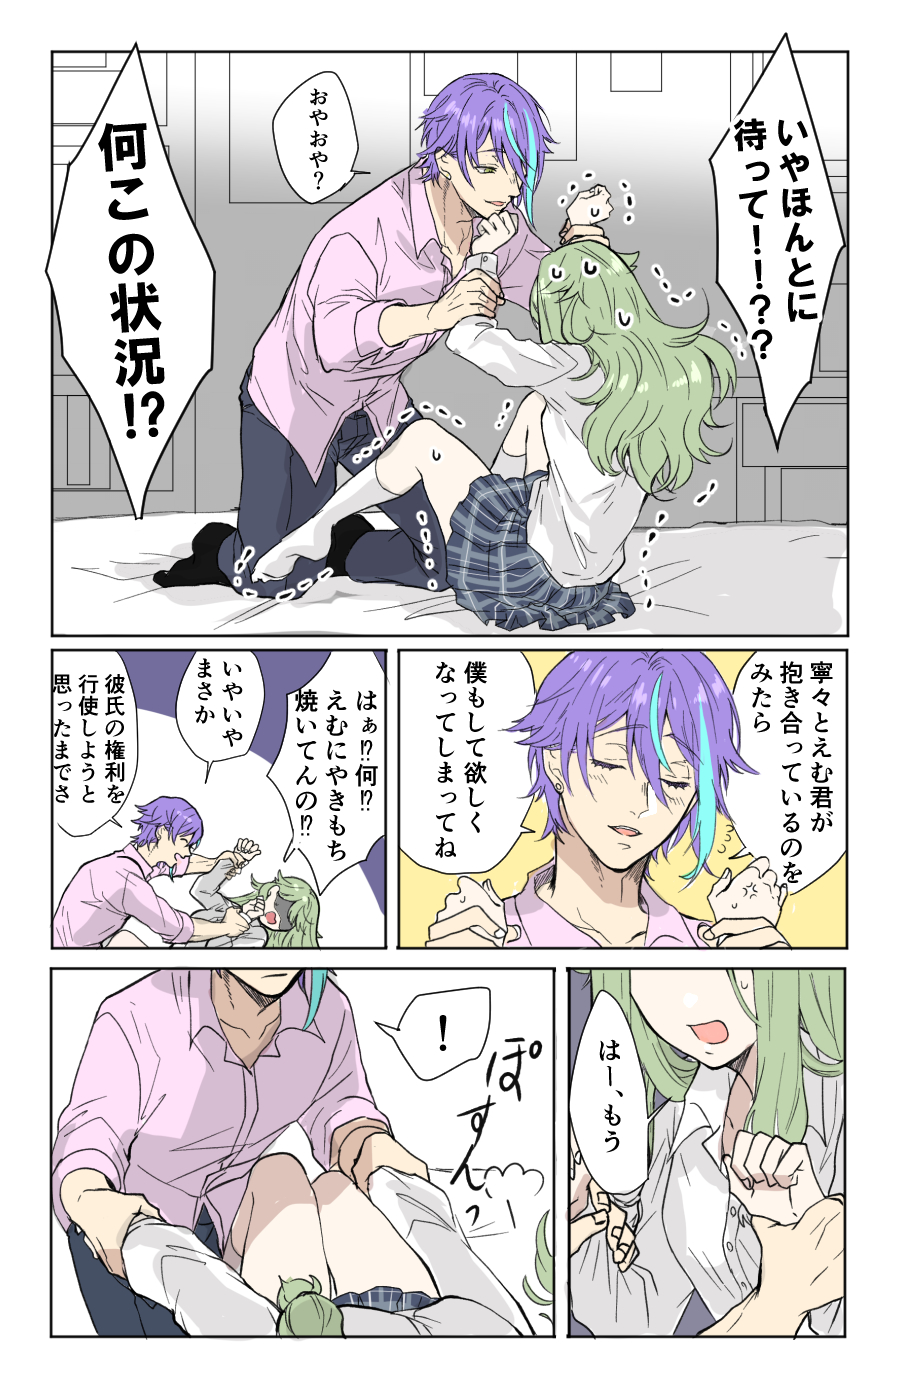 いやほんとに
待って！！？？
おやおや？
何この状況⁉
寧々とえむ君が
抱き合っているのを
みたら
僕もして欲しく
なってしまってね
はぁ⁉何⁉
えむにやきもち
焼いてんの⁉
いやいや
まさか
彼氏の権利を
行使しようと
思ったまでさ
はー、もう
！
ぽすんっ